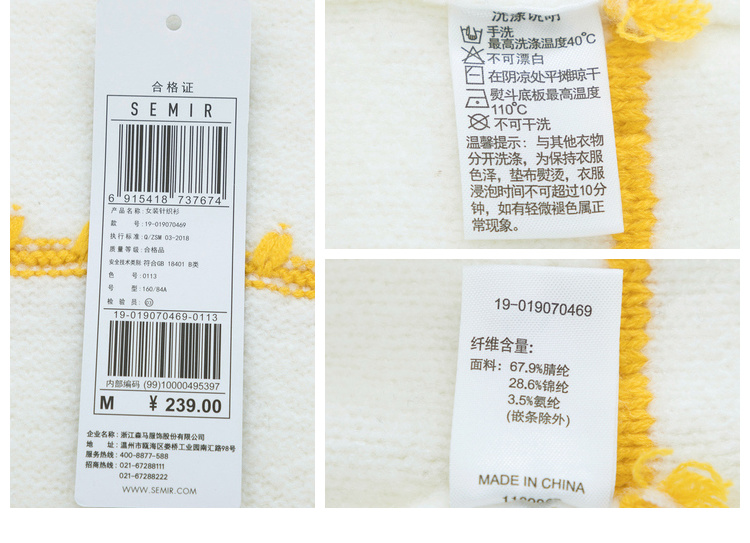 合格证
SEMIR
6 915418 737674
产品名称:女装针织衫
款 号:19-019070469
执行标准:Q/ZSM 03-2018
质量等级:合格品
安全技术类别 符合GB 18401 B类
色 号:0113
号 型:160/84A
检 验 员:03
19-019070469-0113
内部编码 (99)10000495397
M ￥239.00
企业名称:浙江森马服饰股份有限公司
地 址:温州市瓯海区娄桥工业园南汇路98号
服务热线:400-8877-588
招商热线:021-67288111
021-67288222
WWW.SEMIR.COM
洗涤说明
手洗
最高洗涤温度40℃
不可漂白
在阴凉处平摊晾干
熨斗底板最高温度
110℃
不可干洗
温馨提示：与其他衣物
分开洗涤，为保持衣服
色泽，垫布熨烫，衣服
浸泡时间不可超过10分
钟，如有轻微褪色属正
常现象。
19-019070469
纤维含量:
面料: 67.9%腈纶
28.6%锦纶
3.5%氨纶
(嵌条除外)
MADE IN CHINA